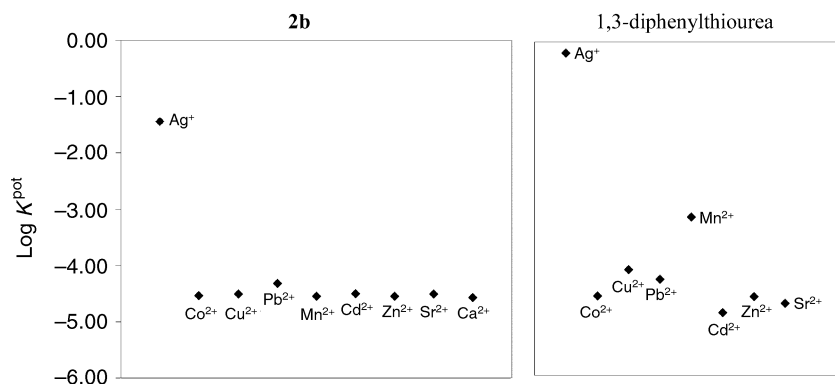 2b
1,3-diphenylthiourea
Log K^pot
0.00
−1.00
−2.00
−3.00
−4.00
−5.00
−6.00
Ag⁺
Co²⁺
Cu²⁺
Pb²⁺
Mn²⁺
Cd²⁺
Zn²⁺
Sr²⁺
Ca²⁺
Ag⁺
Co²⁺
Cu²⁺
Pb²⁺
Mn²⁺
Cd²⁺
Zn²⁺
Sr²⁺